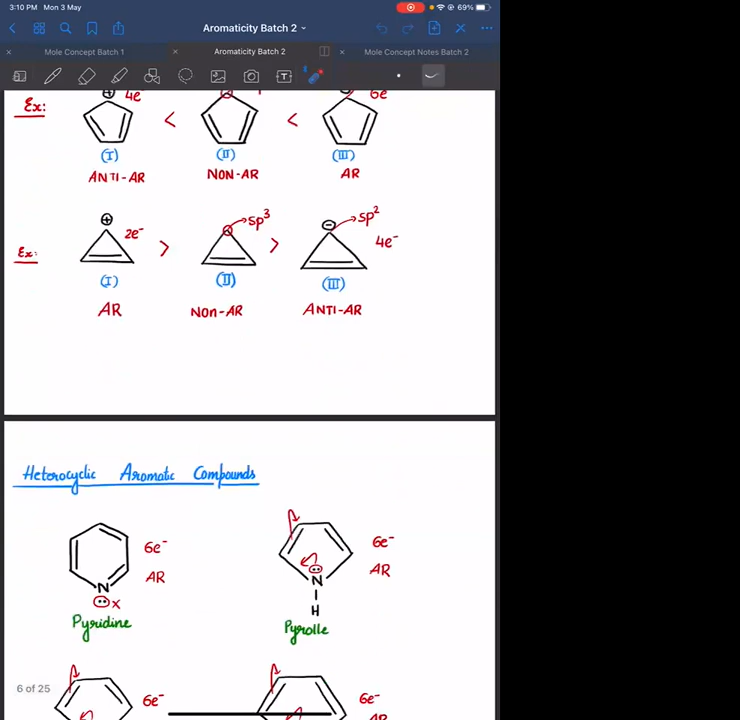 3:10 PM Mon 3 May
69%
Aromaticity Batch 2
Mole Concept Batch 1
Aromaticity Batch 2
Mole Concept Notes Batch 2
Ex:
4e
6e
<
<
(I)
(II)
(III)
ANTI-AR
NON-AR
AR
Ex:
⊕
2e-
>
sp3
>
⊖
sp2
4e-
(I)
(II)
(III)
AR
Non-AR
ANTI-AR
Heterocyclic Aromatic Compounds
6e-
AR
N
x
Pyridine
6e-
AR
N
H
Pyrolle
6 of 25
6e-
6e-
AR